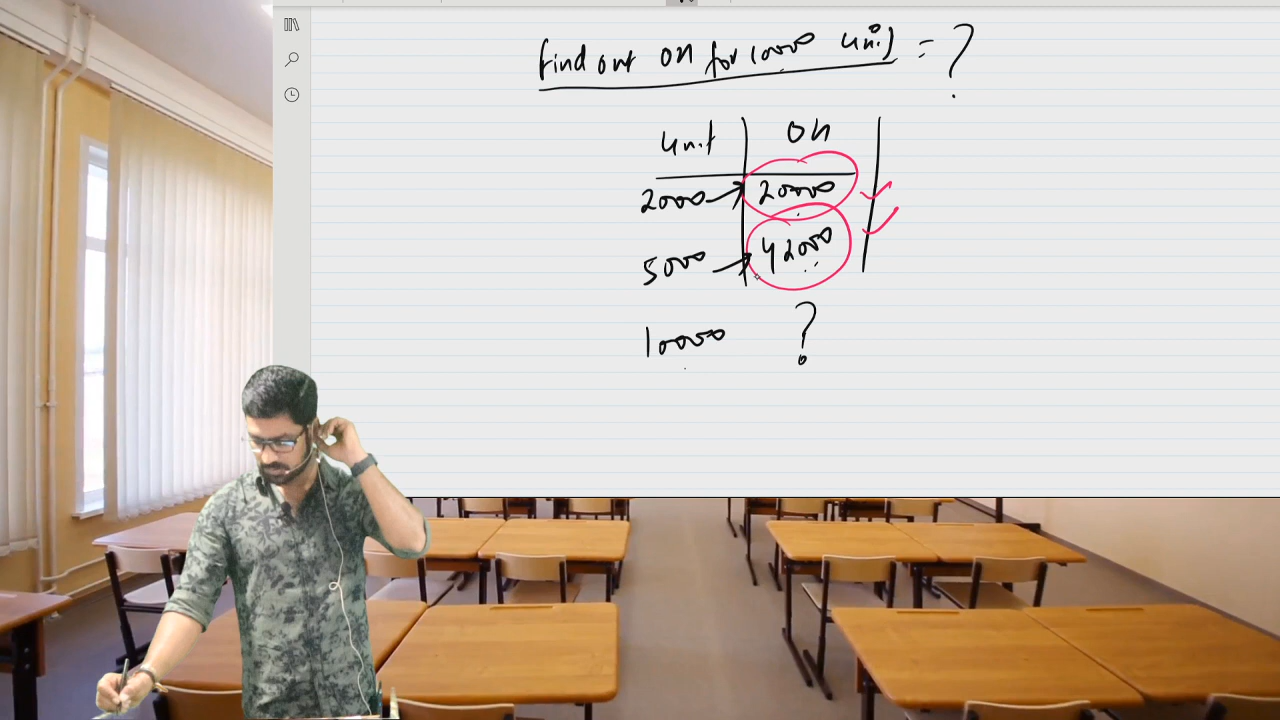 Find out OH for 10000 unit = ?
Unit OH
2000 → 20000
5000 → 42000
10000 ?